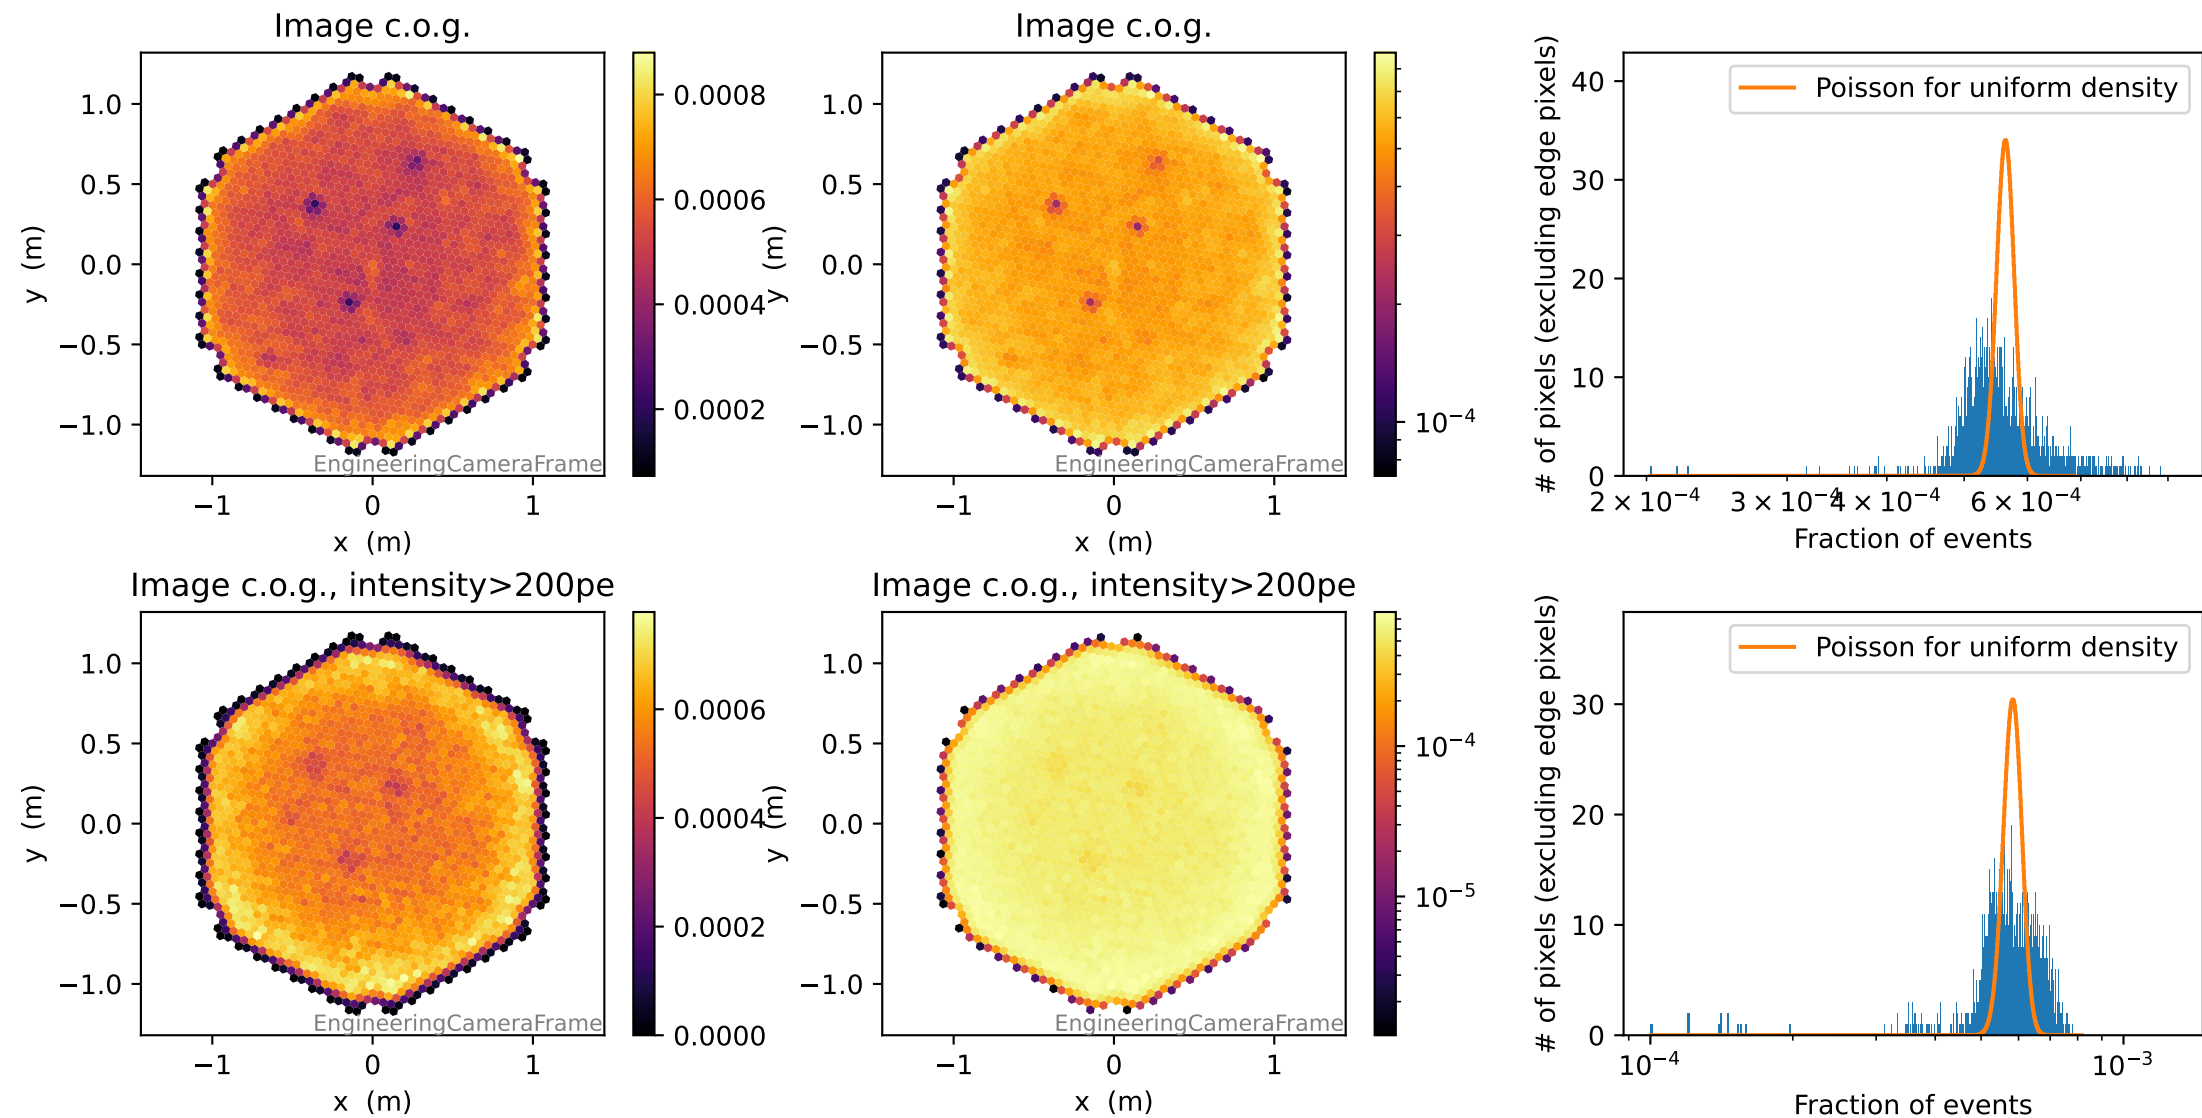 Image c.o.g.
1.0
0.5
0.0
−0.5
−1.0
y (m)
−1 0 1
x (m)
EngineeringCameraFrame
0.0008
0.0006
0.0004
0.0002
Image c.o.g.
1.0
0.5
0.0
−0.5
−1.0
y (m)
−1 0 1
x (m)
EngineeringCameraFrame
10⁻⁴
Poisson for uniform density
40
30
20
10
0
# of pixels (excluding edge pixels)
2 × 10⁻⁴ 3 × 10⁻⁴ 4 × 10⁻⁴ 6 × 10⁻⁴
Fraction of events
Image c.o.g., intensity>200pe
1.0
0.5
0.0
−0.5
−1.0
y (m)
−1 0 1
x (m)
EngineeringCameraFrame
0.0006
0.0004
0.0002
0.0000
Image c.o.g., intensity>200pe
1.0
0.5
0.0
−0.5
−1.0
y (m)
−1 0 1
x (m)
EngineeringCameraFrame
10⁻⁴
10⁻⁵
Poisson for uniform density
30
20
10
0
# of pixels (excluding edge pixels)
10⁻⁴ 10⁻³
Fraction of events